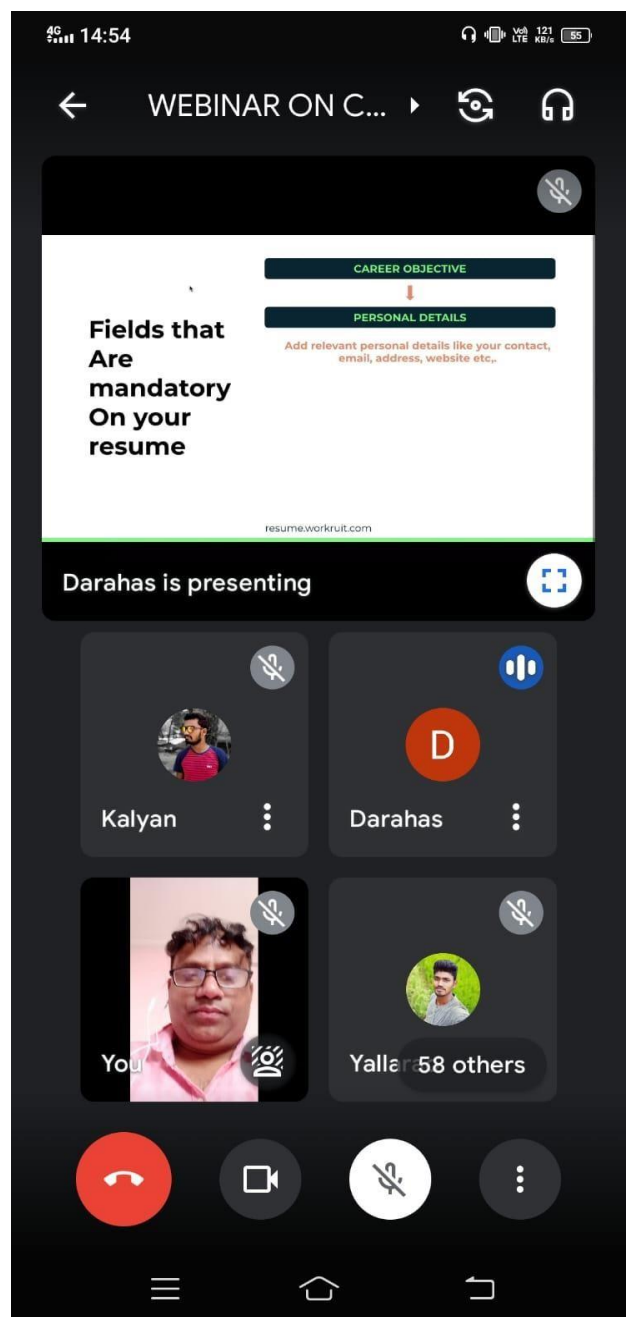 4G 14:54 Vo) LTE 121 KB/s 55
WEBINAR ON C...
CAREER OBJECTIVE
PERSONAL DETAILS
Add relevant personal details like your contact,
email, address, website etc,.
Fields that
Are
mandatory
On your
resume
resume.workruit.com
Darahas is presenting
Kalyan
D
Darahas
You
58 others